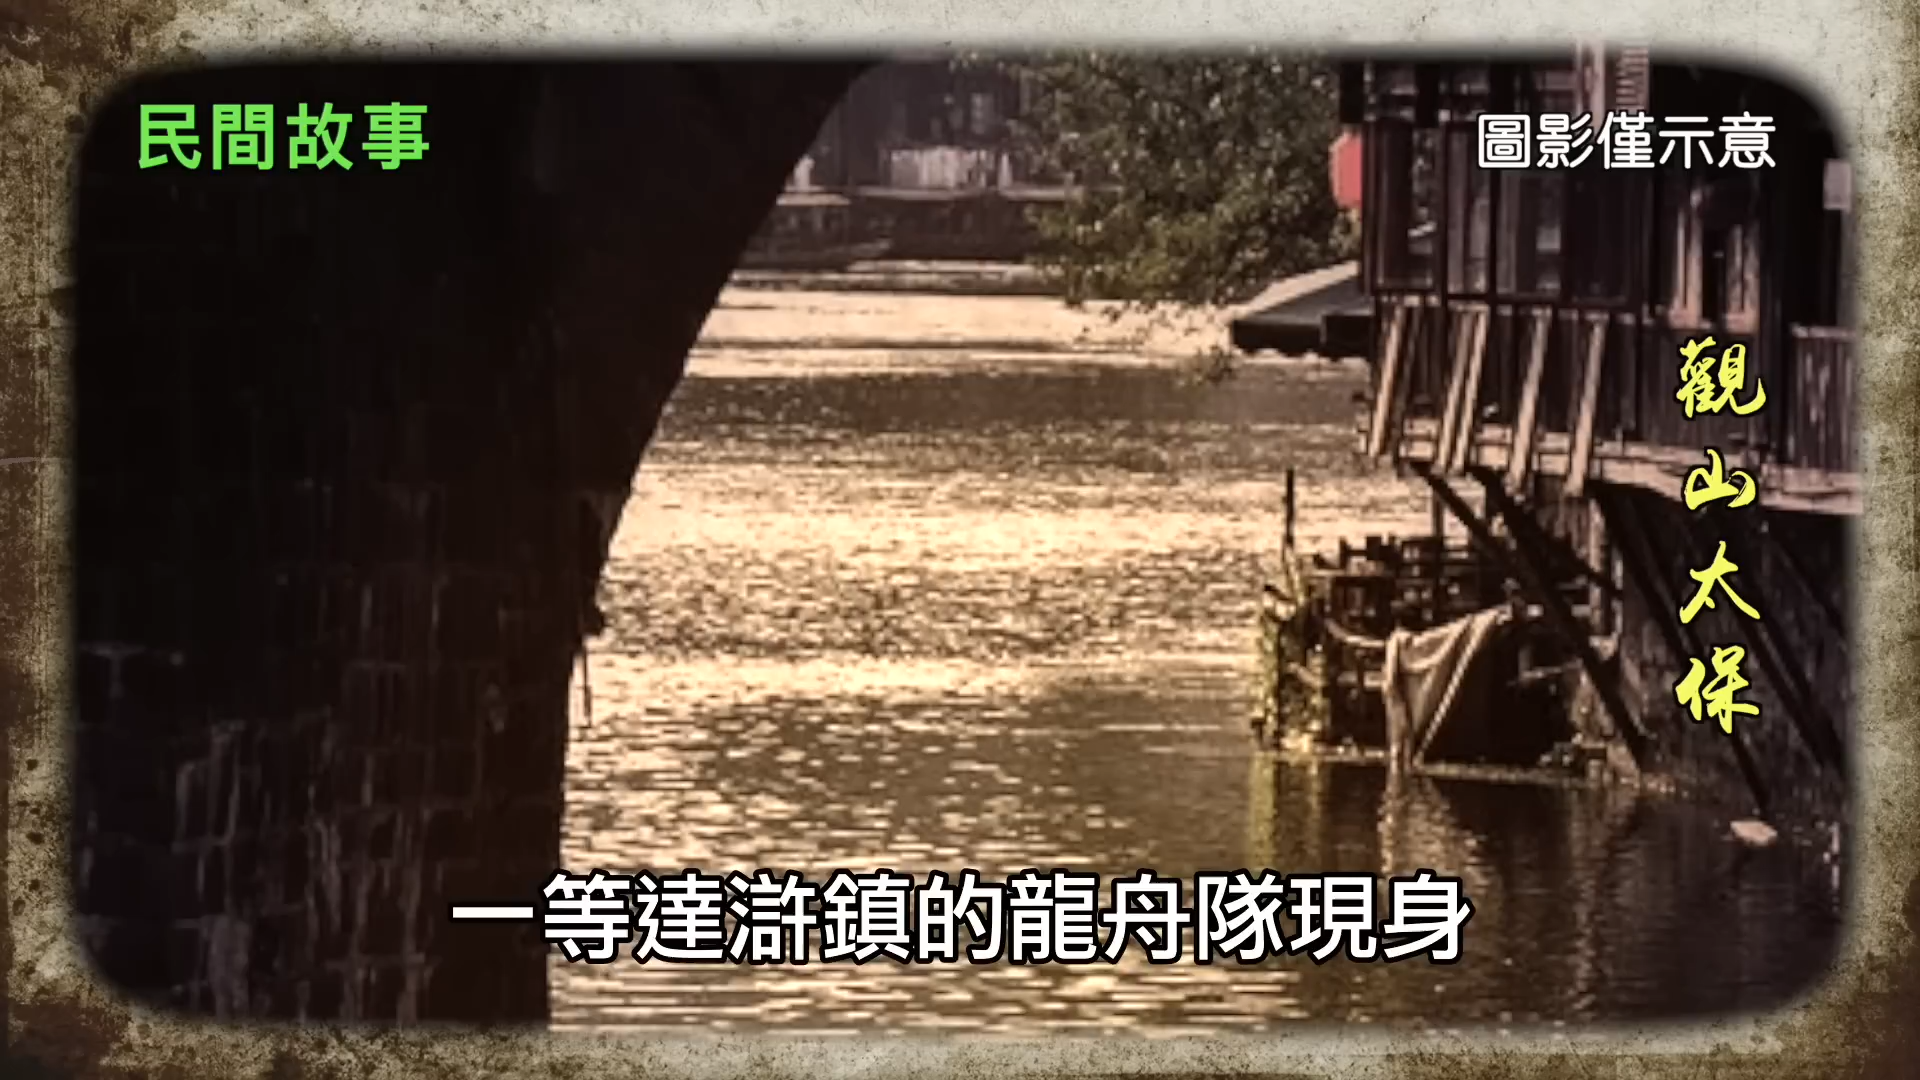 民間故事
圖影僅示意
觀山太保
一等達滸鎮的龍舟隊現身